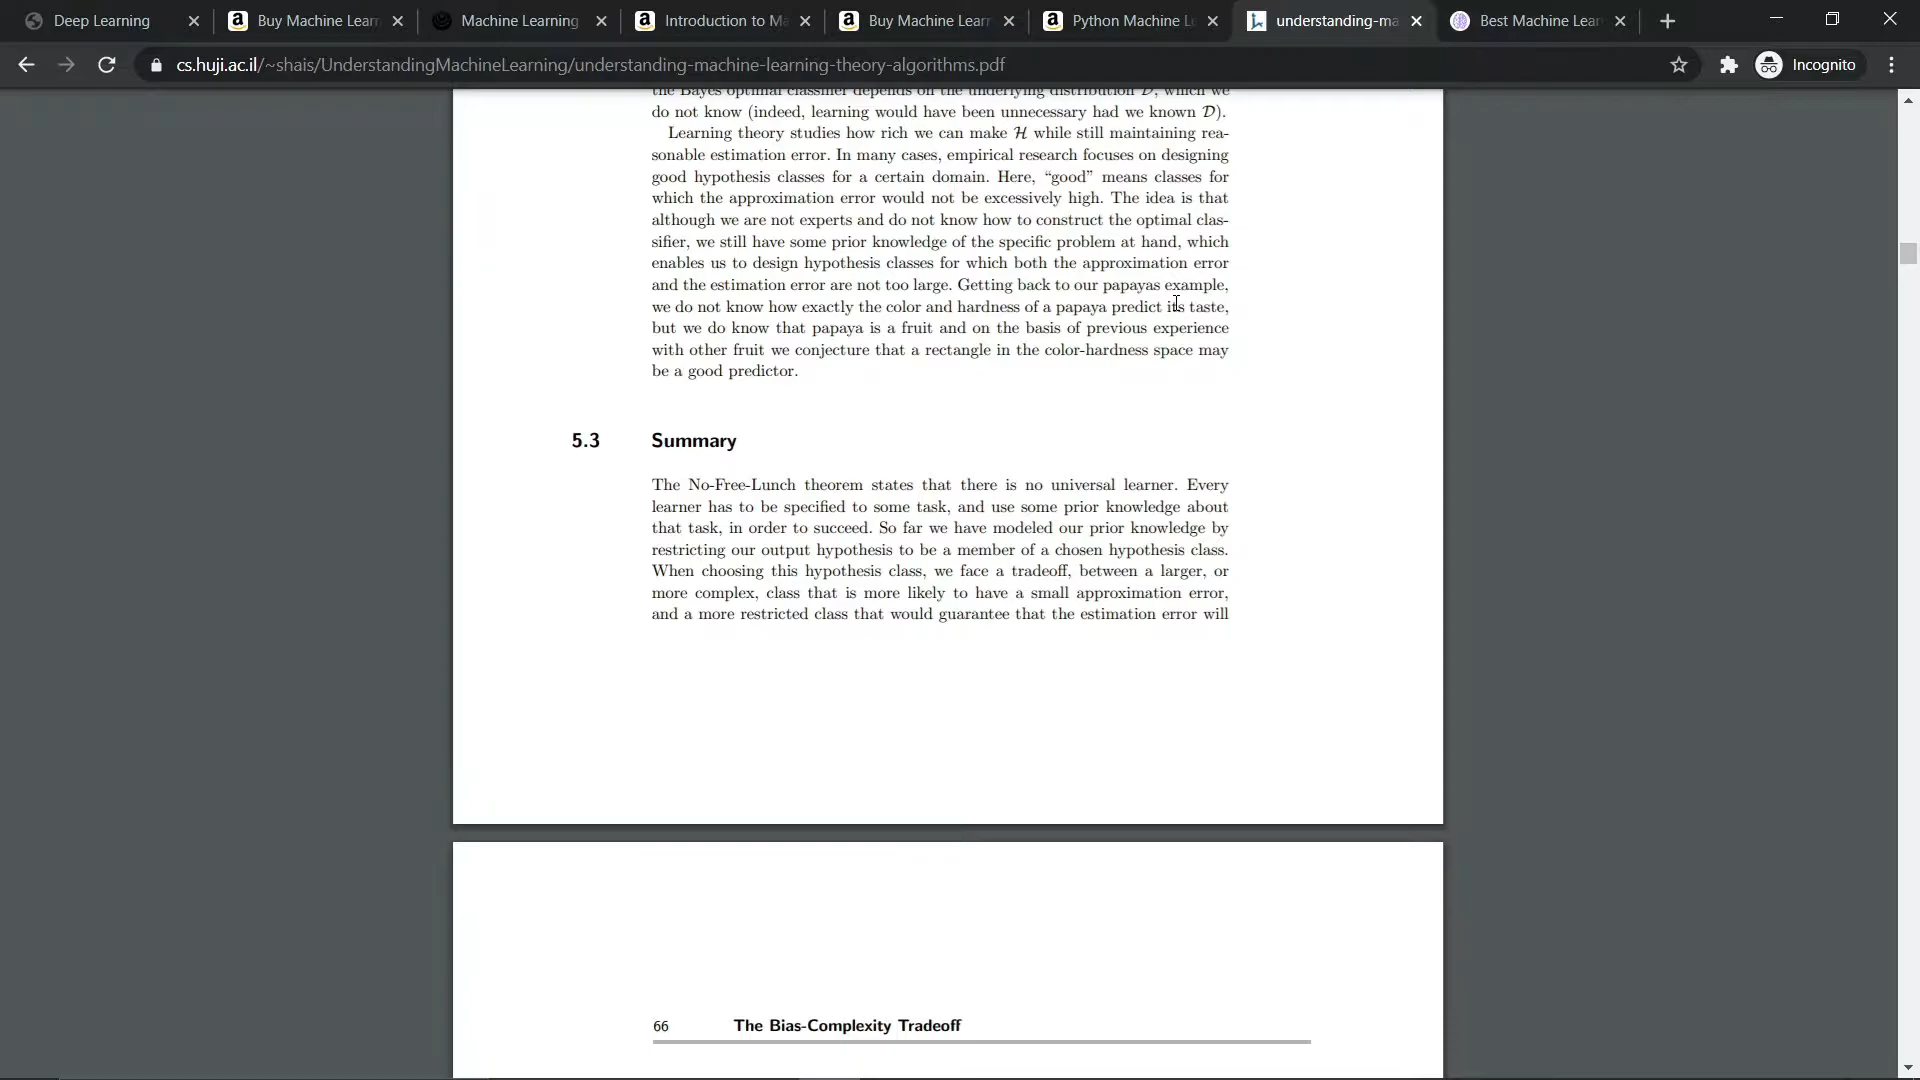 Deep Learning
Buy Machine Lear
Machine Learning
Introduction to Ma
Buy Machine Lear
Python Machine L
understanding-ma
Best Machine Lear
cs.huji.ac.il/~shais/UnderstandingMachineLearning/understanding-machine-learning-theory-algorithms.pdf
Incognito
the Bayes optimal classifier depends on the underlying distribution D, which we
do not know (indeed, learning would have been unnecessary had we known D).
Learning theory studies how rich we can make H while still maintaining rea-
sonable estimation error. In many cases, empirical research focuses on designing
good hypothesis classes for a certain domain. Here, “good” means classes for
which the approximation error would not be excessively high. The idea is that
although we are not experts and do not know how to construct the optimal clas-
sifier, we still have some prior knowledge of the specific problem at hand, which
enables us to design hypothesis classes for which both the approximation error
and the estimation error are not too large. Getting back to our papayas example,
we do not know how exactly the color and hardness of a papaya predict its taste,
but we do know that papaya is a fruit and on the basis of previous experience
with other fruit we conjecture that a rectangle in the color-hardness space may
be a good predictor.
5.3 Summary
The No-Free-Lunch theorem states that there is no universal learner. Every
learner has to be specified to some task, and use some prior knowledge about
that task, in order to succeed. So far we have modeled our prior knowledge by
restricting our output hypothesis to be a member of a chosen hypothesis class.
When choosing this hypothesis class, we face a tradeoff, between a larger, or
more complex, class that is more likely to have a small approximation error,
and a more restricted class that would guarantee that the estimation error will
66 The Bias-Complexity Tradeoff